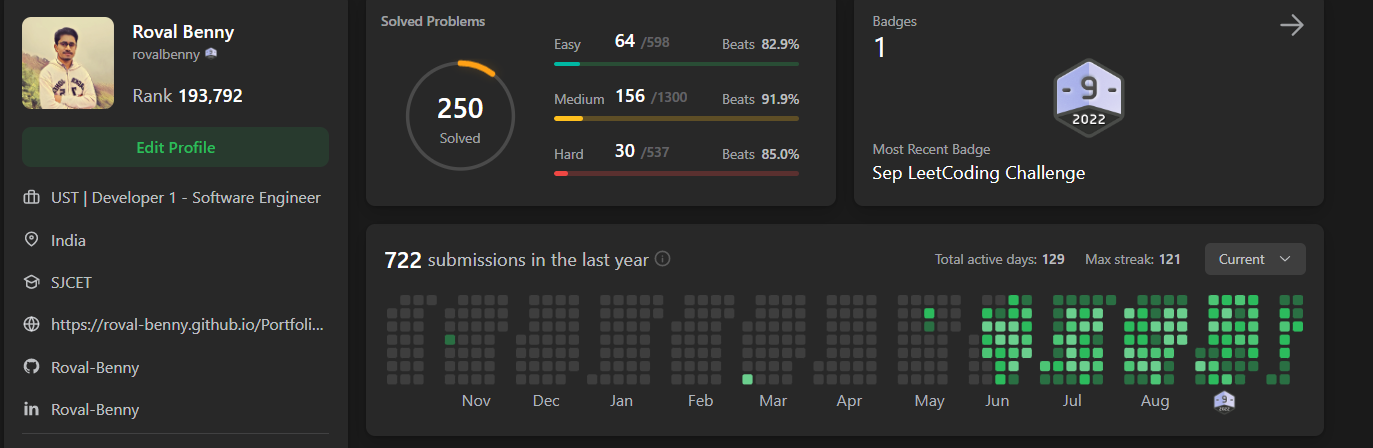 Roval Benny
rovalbenny
Rank 193,792
Edit Profile
UST | Developer 1 - Software Engineer
India
SJCET
https://roval-benny.github.io/Portfoli...
Roval-Benny
Roval-Benny
Solved Problems
250
Solved
Easy 64 /598 Beats 82.9%
Medium 156 /1300 Beats 91.9%
Hard 30 /537 Beats 85.0%
Badges
1
9
2022
Most Recent Badge
Sep LeetCoding Challenge
722 submissions in the last year
Total active days: 129 Max streak: 121 Current
Nov Dec Jan Feb Mar Apr May Jun Jul Aug
9